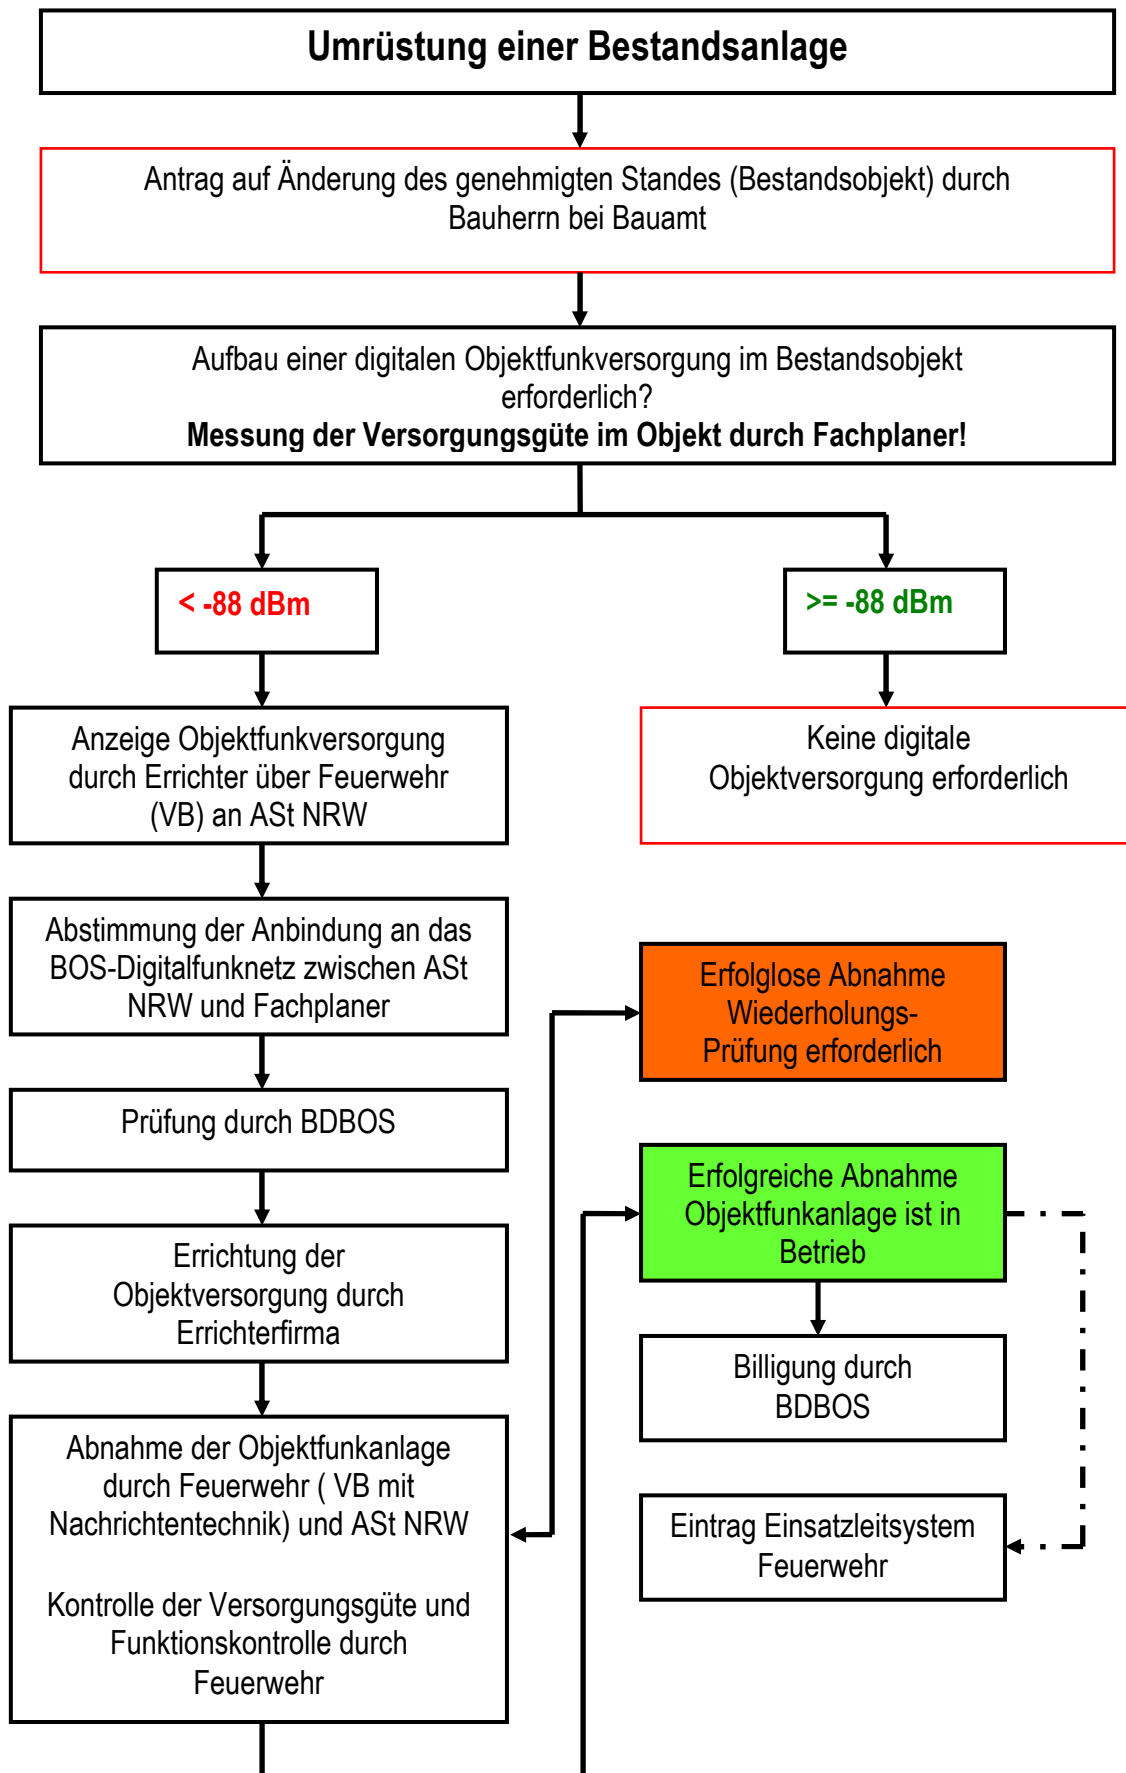 Umrüstung einer Bestandsanlage
Antrag auf Änderung des genehmigten Standes (Bestandsobjekt) durch
Bauherrn bei Bauamt
Aufbau einer digitalen Objektfunkversorgung im Bestandsobjekt
erforderlich?
Messung der Versorgungsgüte im Objekt durch Fachplaner!
< -88 dBm
>= -88 dBm
Anzeige Objektfunkversorgung
durch Errichter über Feuerwehr
(VB) an ASt NRW
Keine digitale
Objektversorgung erforderlich
Abstimmung der Anbindung an das
BOS-Digitalfunknetz zwischen ASt
NRW und Fachplaner
Erfolglose Abnahme
Wiederholungs-
Prüfung erforderlich
Prüfung durch BDBOS
Erfolgreiche Abnahme
Objektfunkanlage ist in
Betrieb
Errichtung der
Objektversorgung durch
Errichterfirma
Billigung durch
BDBOS
Abnahme der Objektfunkanlage
durch Feuerwehr ( VB mit
Nachrichtentechnik) und ASt NRW
Kontrolle der Versorgungsgüte und
Funktionskontrolle durch
Feuerwehr
Eintrag Einsatzleitsystem
Feuerwehr